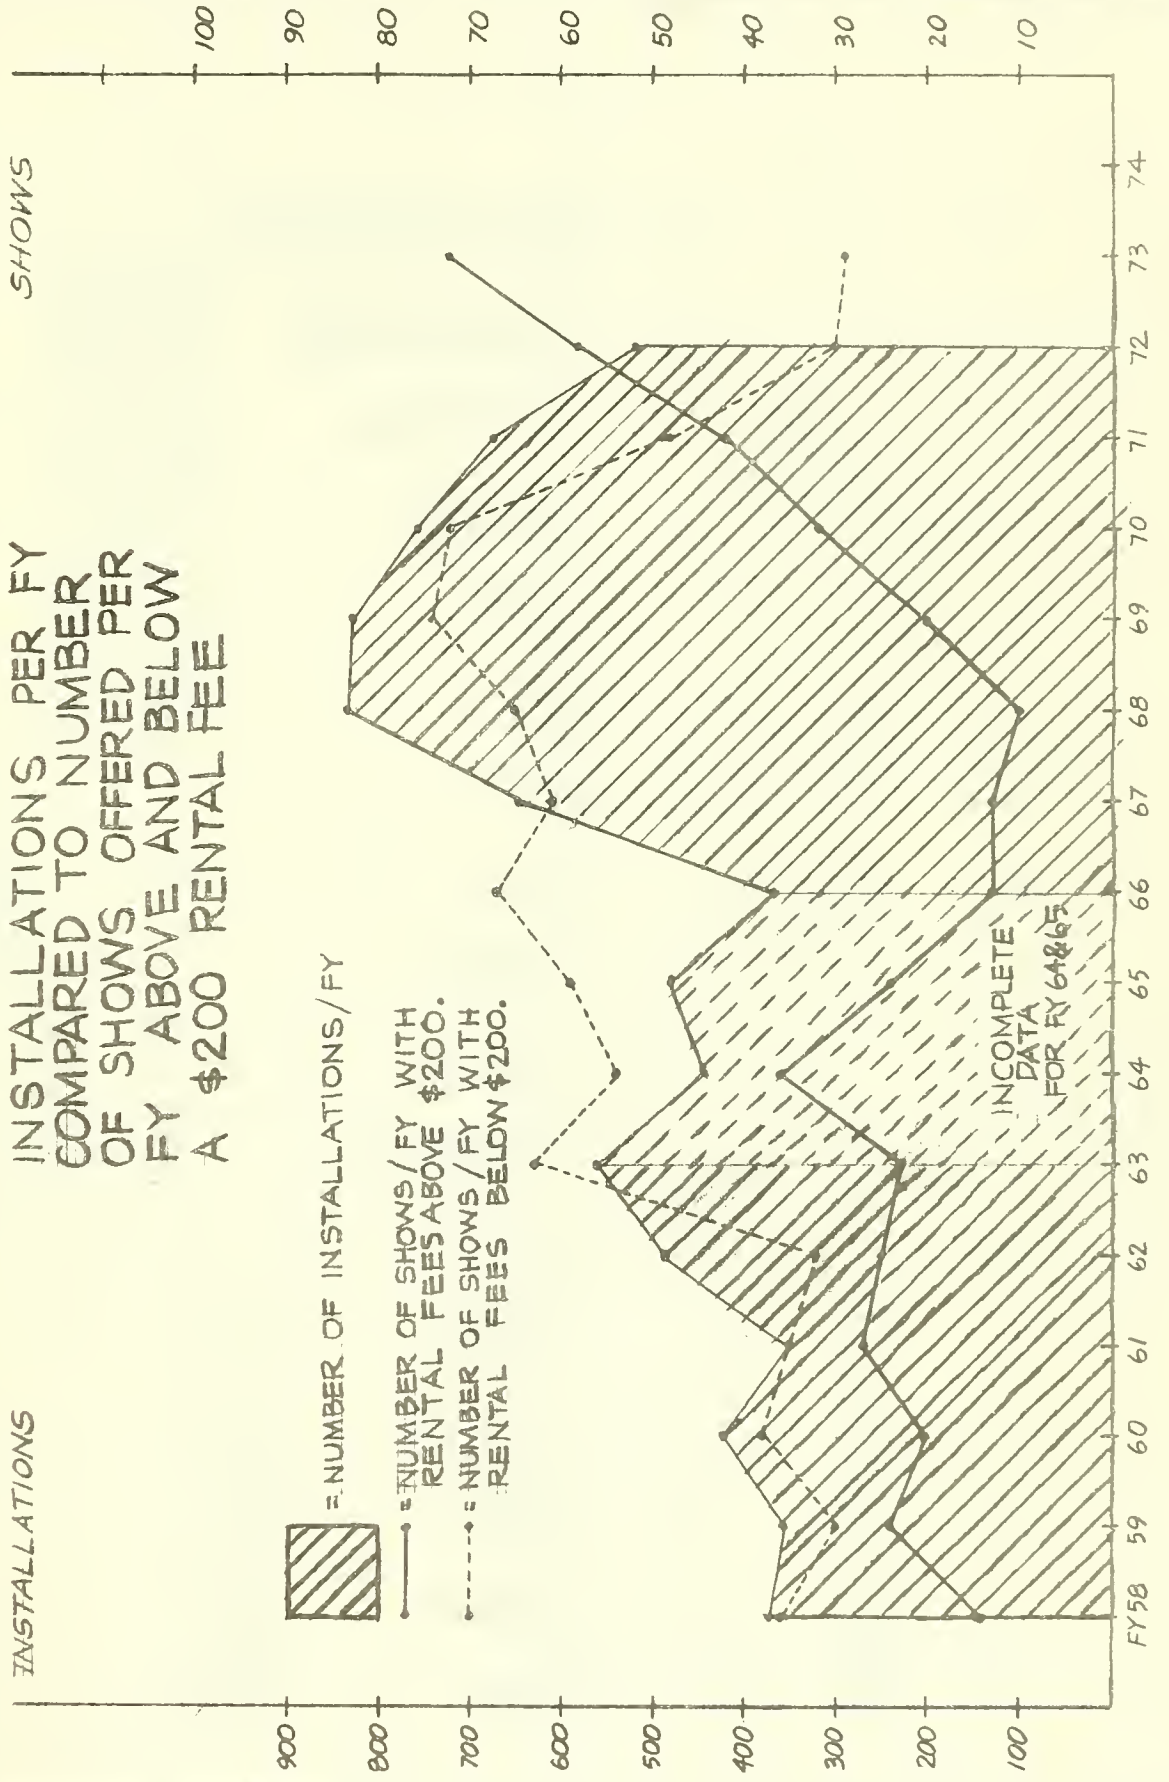 INSTALLATIONS PER FY
COMPARED TO NUMBER
OF SHOWS OFFERED PER
FY ABOVE AND BELOW
A $200 RENTAL FEE
INSTALLATIONS
SHOWS
= NUMBER OF INSTALLATIONS/FY
= NUMBER OF SHOWS/FY WITH
RENTAL FEES ABOVE $200.
= NUMBER OF SHOWS/FY WITH
RENTAL FEES BELOW $200.
900
800
700
600
500
400
300
200
100
100
90
80
70
60
50
40
30
20
10
INCOMPLETE
DATA
FOR FY 64&65
FY58 59 60 61 62 63 64 65 66 67 68 69 70 71 72 73 74